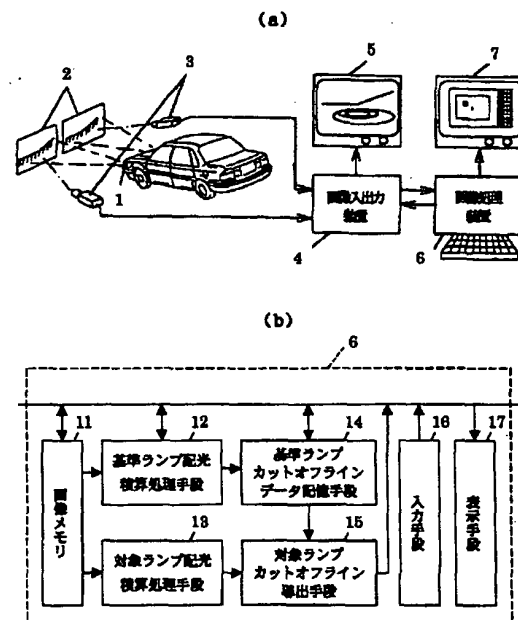 (a)
5
7
3
2
1
画像入出力
装置
画像処理
装置
4
6
(b)
6
11
12
14
16
17
画像メモリ
基準ランプ配光
積算処理手段
基準ランプ
カットオフライン
データ記憶手段
入力手段
表示手段
13
15
対象ランプ配光
積算処理手段
対象ランプ
カットオフライン
導出手段